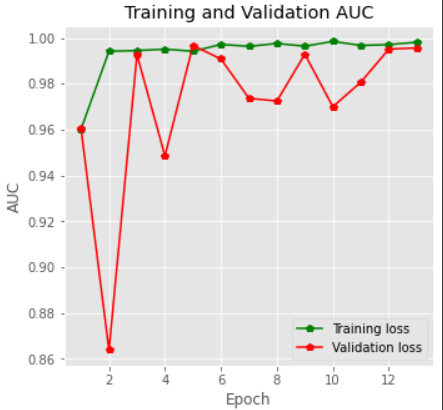 Training and Validation AUC
1.00
0.98
0.96
0.94
0.92
0.90
0.88
0.86
AUC
2 4 6 8 10 12
Epoch
Training loss
Validation loss